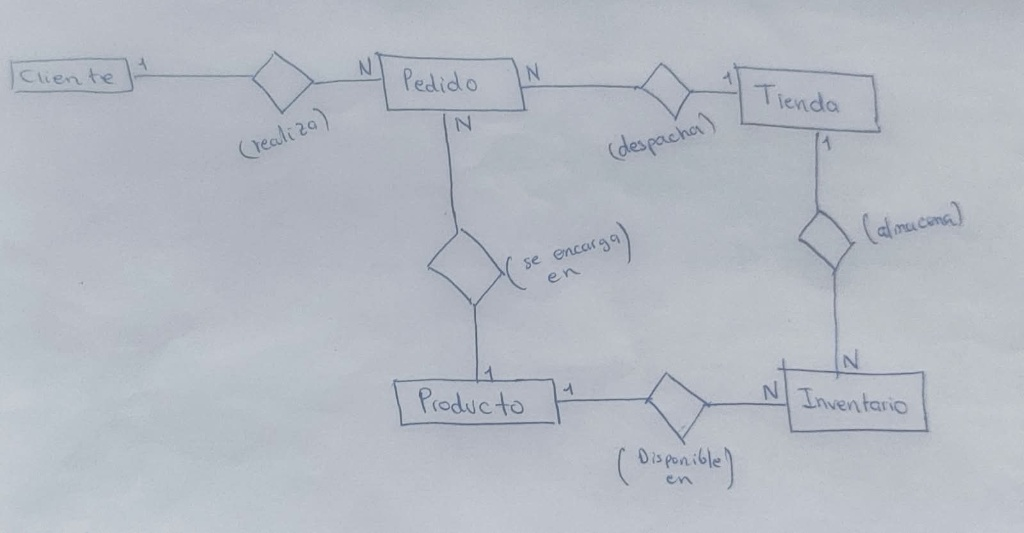 Cliente
1
N
Pedido
N
1
Tienda
(realiza)
(despacha)
N
1
(almacena)
(se encarga
en)
1
N
Producto
1
N
Inventario
(Disponible
en)